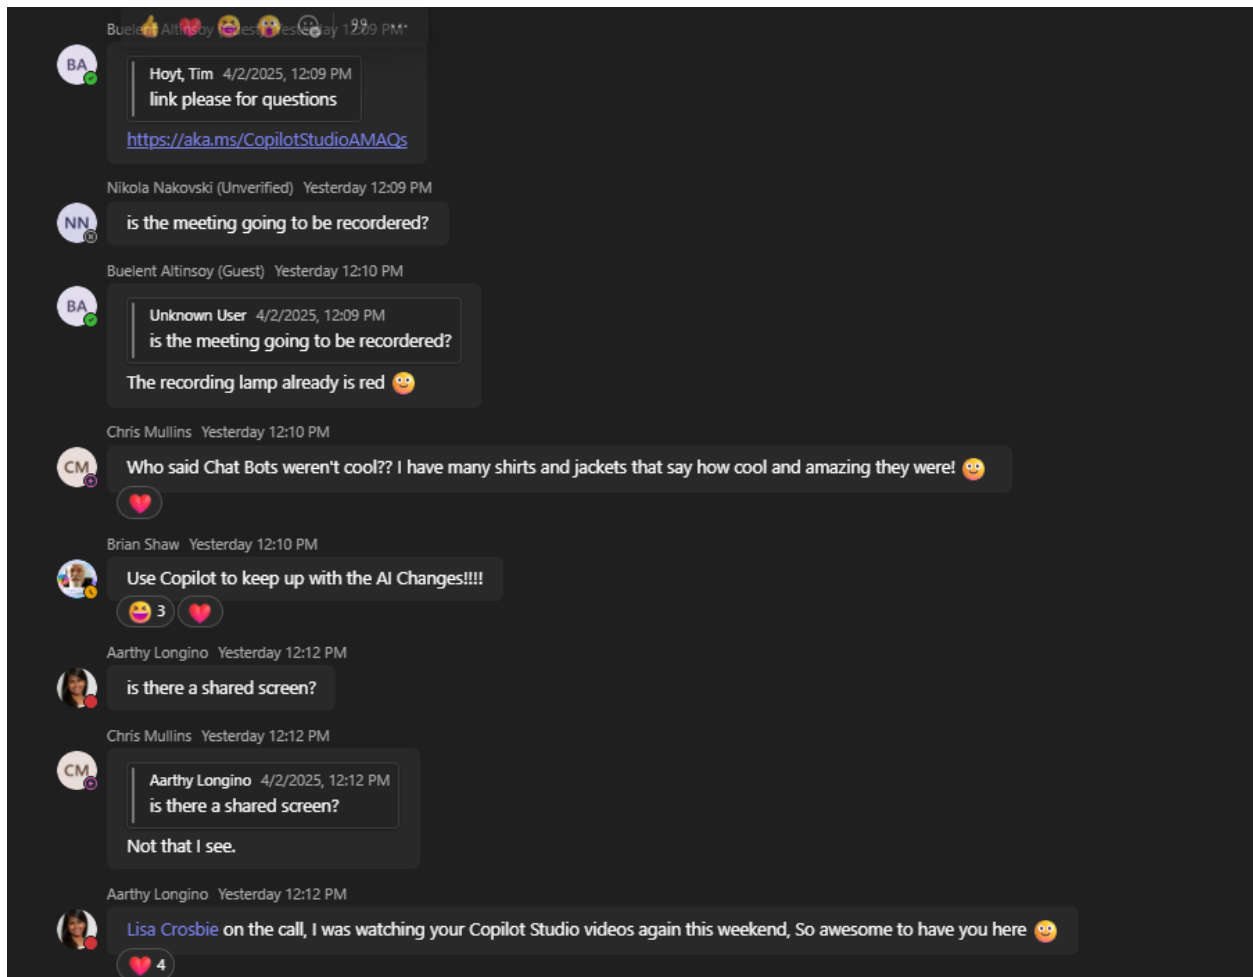 Buelent Altinsoy (Guest) Yesterday 12:09 PM
BA
Hoyt, Tim 4/2/2025, 12:09 PM
link please for questions
https://aka.ms/CopilotStudioAMAQs
Nikola Nakovski (Unverified) Yesterday 12:09 PM
NN
is the meeting going to be recordered?
Buelent Altinsoy (Guest) Yesterday 12:10 PM
BA
Unknown User 4/2/2025, 12:09 PM
is the meeting going to be recordered?
The recording lamp already is red
Chris Mullins Yesterday 12:10 PM
CM
Who said Chat Bots weren't cool?? I have many shirts and jackets that say how cool and amazing they were!
Brian Shaw Yesterday 12:10 PM
Use Copilot to keep up with the AI Changes!!!!
3
Aarthy Longino Yesterday 12:12 PM
is there a shared screen?
Chris Mullins Yesterday 12:12 PM
CM
Aarthy Longino 4/2/2025, 12:12 PM
is there a shared screen?
Not that I see.
Aarthy Longino Yesterday 12:12 PM
Lisa Crosbie on the call, I was watching your Copilot Studio videos again this weekend, So awesome to have you here
4